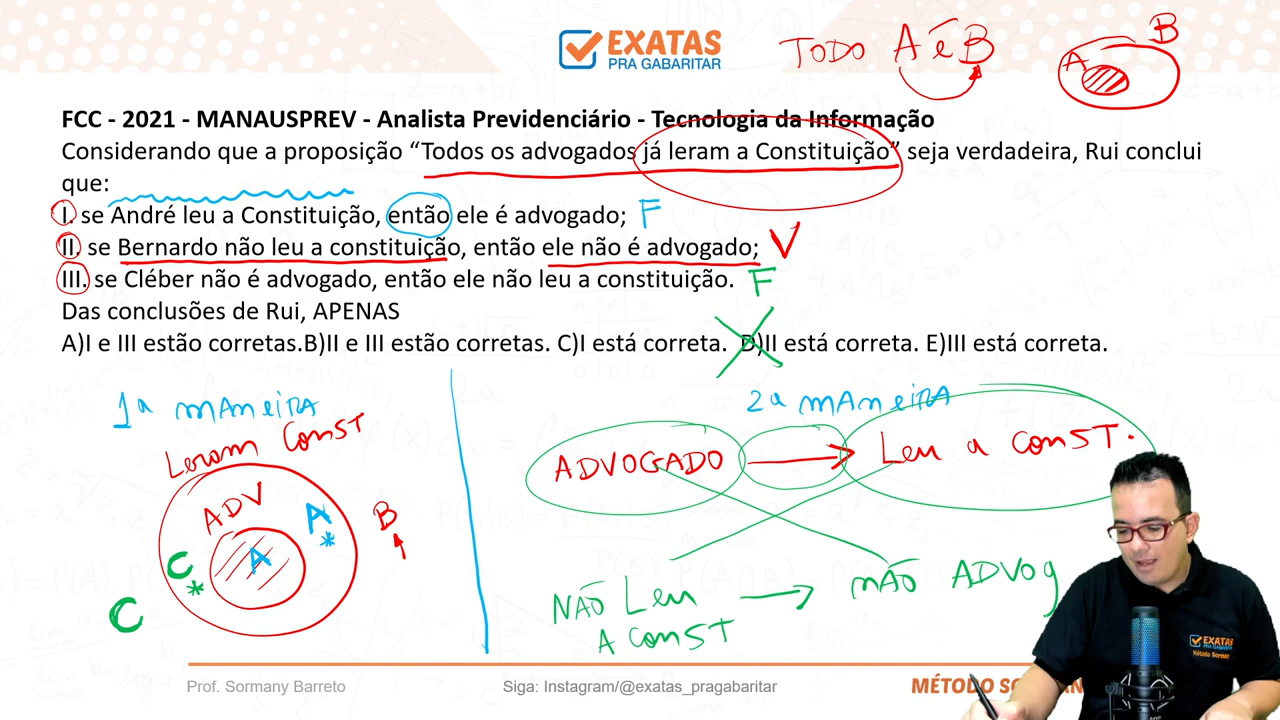 EXATAS
PRA GABARITAR
TODO A é B
A B
FCC - 2021 - MANAUSPREV - Analista Previdenciário - Tecnologia da Informação
Considerando que a proposição “Todos os advogados já leram a Constituição” seja verdadeira, Rui conclui
que:
I. se André leu a Constituição, então ele é advogado; F
II. se Bernardo não leu a constituição, então ele não é advogado; V
III. se Cléber não é advogado, então ele não leu a constituição. F
Das conclusões de Rui, APENAS
A)I e III estão corretas.B)II e III estão corretas. C)I está correta. D)II está correta. E)III está correta.
1ª mAneiRA
2ª mAneiRA
Leram ConsT
ADVOGADO → Leu a consT.
ADV
A
A *
B
C *
C
NÃO Leu → nÃO ADVOg
A consT
EXATAS
PRA GABARITAR
Método Sormany
Prof. Sormany Barreto
Siga: Instagram/@exatas_pragabaritar
MÉTODO